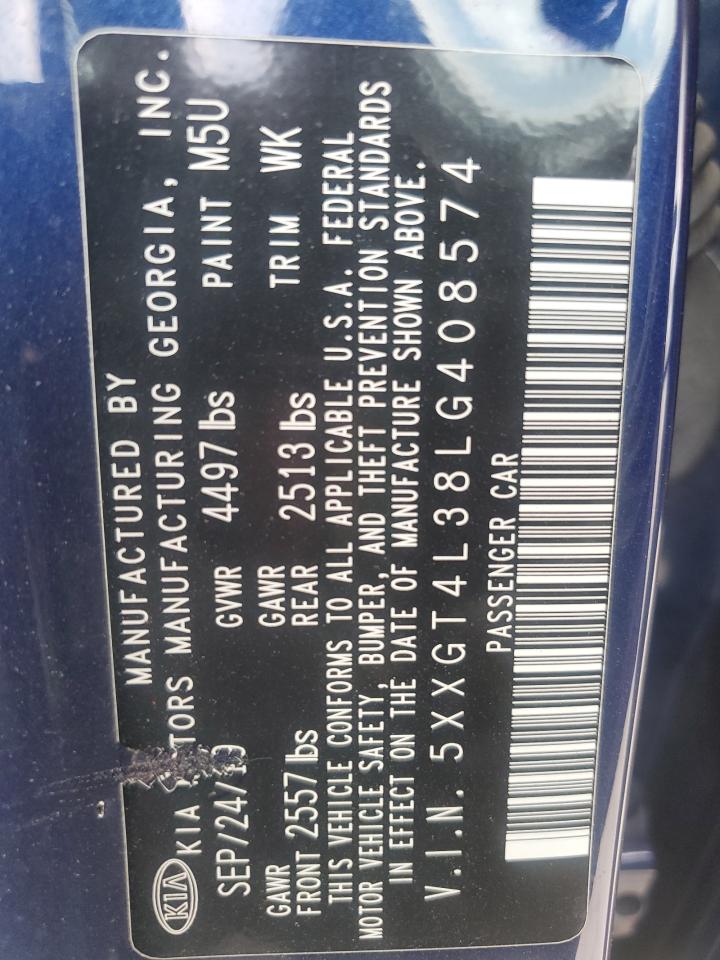 MANUFACTURED BY
KIA MANUFACTURING GEORGIA, INC.
SEP/24/ GVWR 4497 lbs PAINT M5U
GAWR FRONT 2557 lbs GAWR REAR 2513 lbs TRIM WK
THIS VEHICLE CONFORMS TO ALL APPLICABLE U.S.A. FEDERAL
MOTOR VEHICLE SAFETY, BUMPER, AND THEFT PREVENTION STANDARDS
IN EFFECT ON THE DATE OF MANUFACTURE SHOWN ABOVE.
V.I.N. 5XXGT4L38LG408574
PASSENGER CAR
KIA